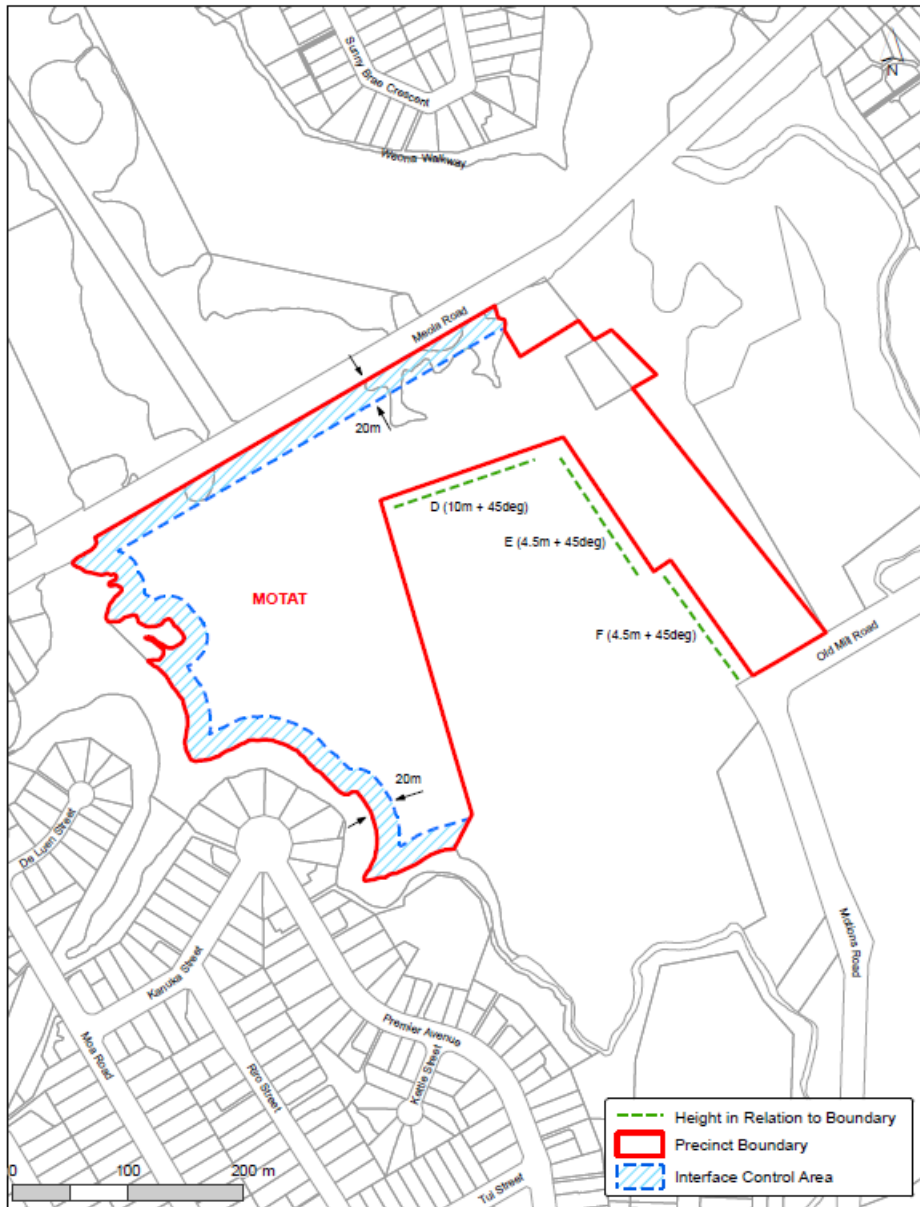 Sunny Brae Crescent
N
Weona Walkway
Meola Road
20m
D (10m + 45deg)
E (4.5m + 45deg)
MOTAT
F (4.5m + 45deg)
Old Mill Road
20m
De Luen Street
Motions Road
Kanuka Street
Premier Avenue
Moa Road
Riro Street
Kettle Street
Tui Street
Height in Relation to Boundary
Precinct Boundary
Interface Control Area
0 100 200 m